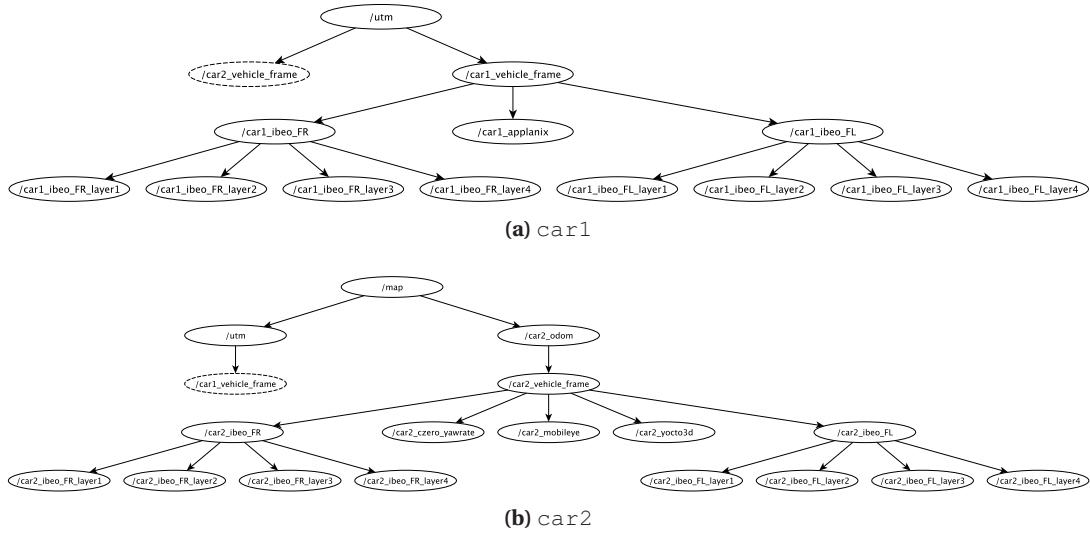 /utm
/car2_vehicle_frame /car1_vehicle_frame
/car1_ibeo_FR /car1_applanix /car1_ibeo_FL
/car1_ibeo_FR_layer1 /car1_ibeo_FR_layer2 /car1_ibeo_FR_layer3 /car1_ibeo_FR_layer4 /car1_ibeo_FL_layer1 /car1_ibeo_FL_layer2 /car1_ibeo_FL_layer3 /car1_ibeo_FL_layer4
(a) car1
/map
/utm /car2_odom
/car1_vehicle_frame /car2_vehicle_frame
/car2_ibeo_FR /car2_czero_yawrate /car2_mobileye /car2_yocto3d /car2_ibeo_FL
/car2_ibeo_FR_layer1 /car2_ibeo_FR_layer2 /car2_ibeo_FR_layer3 /car2_ibeo_FR_layer4 /car2_ibeo_FL_layer1 /car2_ibeo_FL_layer2 /car2_ibeo_FL_layer3 /car2_ibeo_FL_layer4
(b) car2